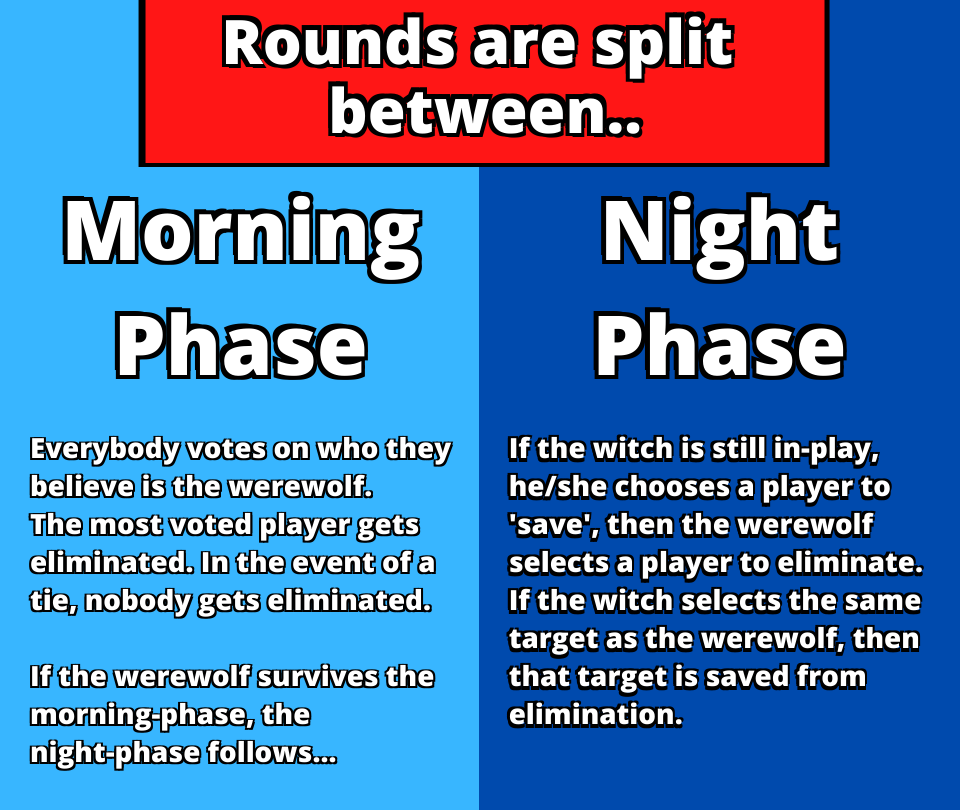 Rounds are split
between..
Morning
Phase
Everybody votes on who they
believe is the werewolf.
The most voted player gets
eliminated. In the event of a
tie, nobody gets eliminated.
If the werewolf survives the
morning-phase, the
night-phase follows...
Night
Phase
If the witch is still in-play,
he/she chooses a player to
'save', then the werewolf
selects a player to eliminate.
If the witch selects the same
target as the werewolf, then
that target is saved from
elimination.